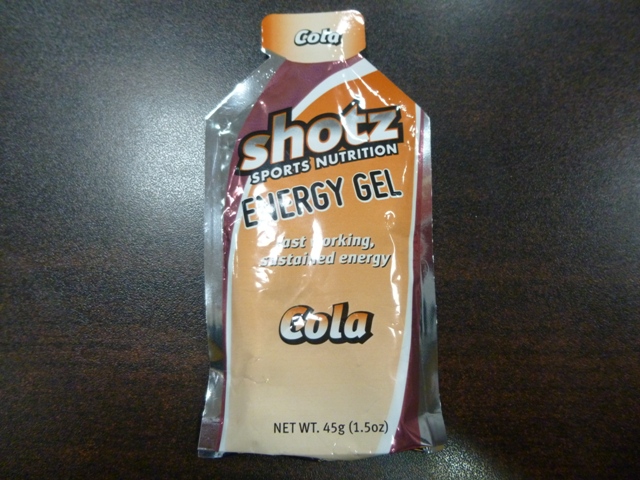 Cola
shotz
SPORTS NUTRITION
ENERGY GEL
fast working,
sustained energy
Cola
NET WT. 45g (1.5oz)